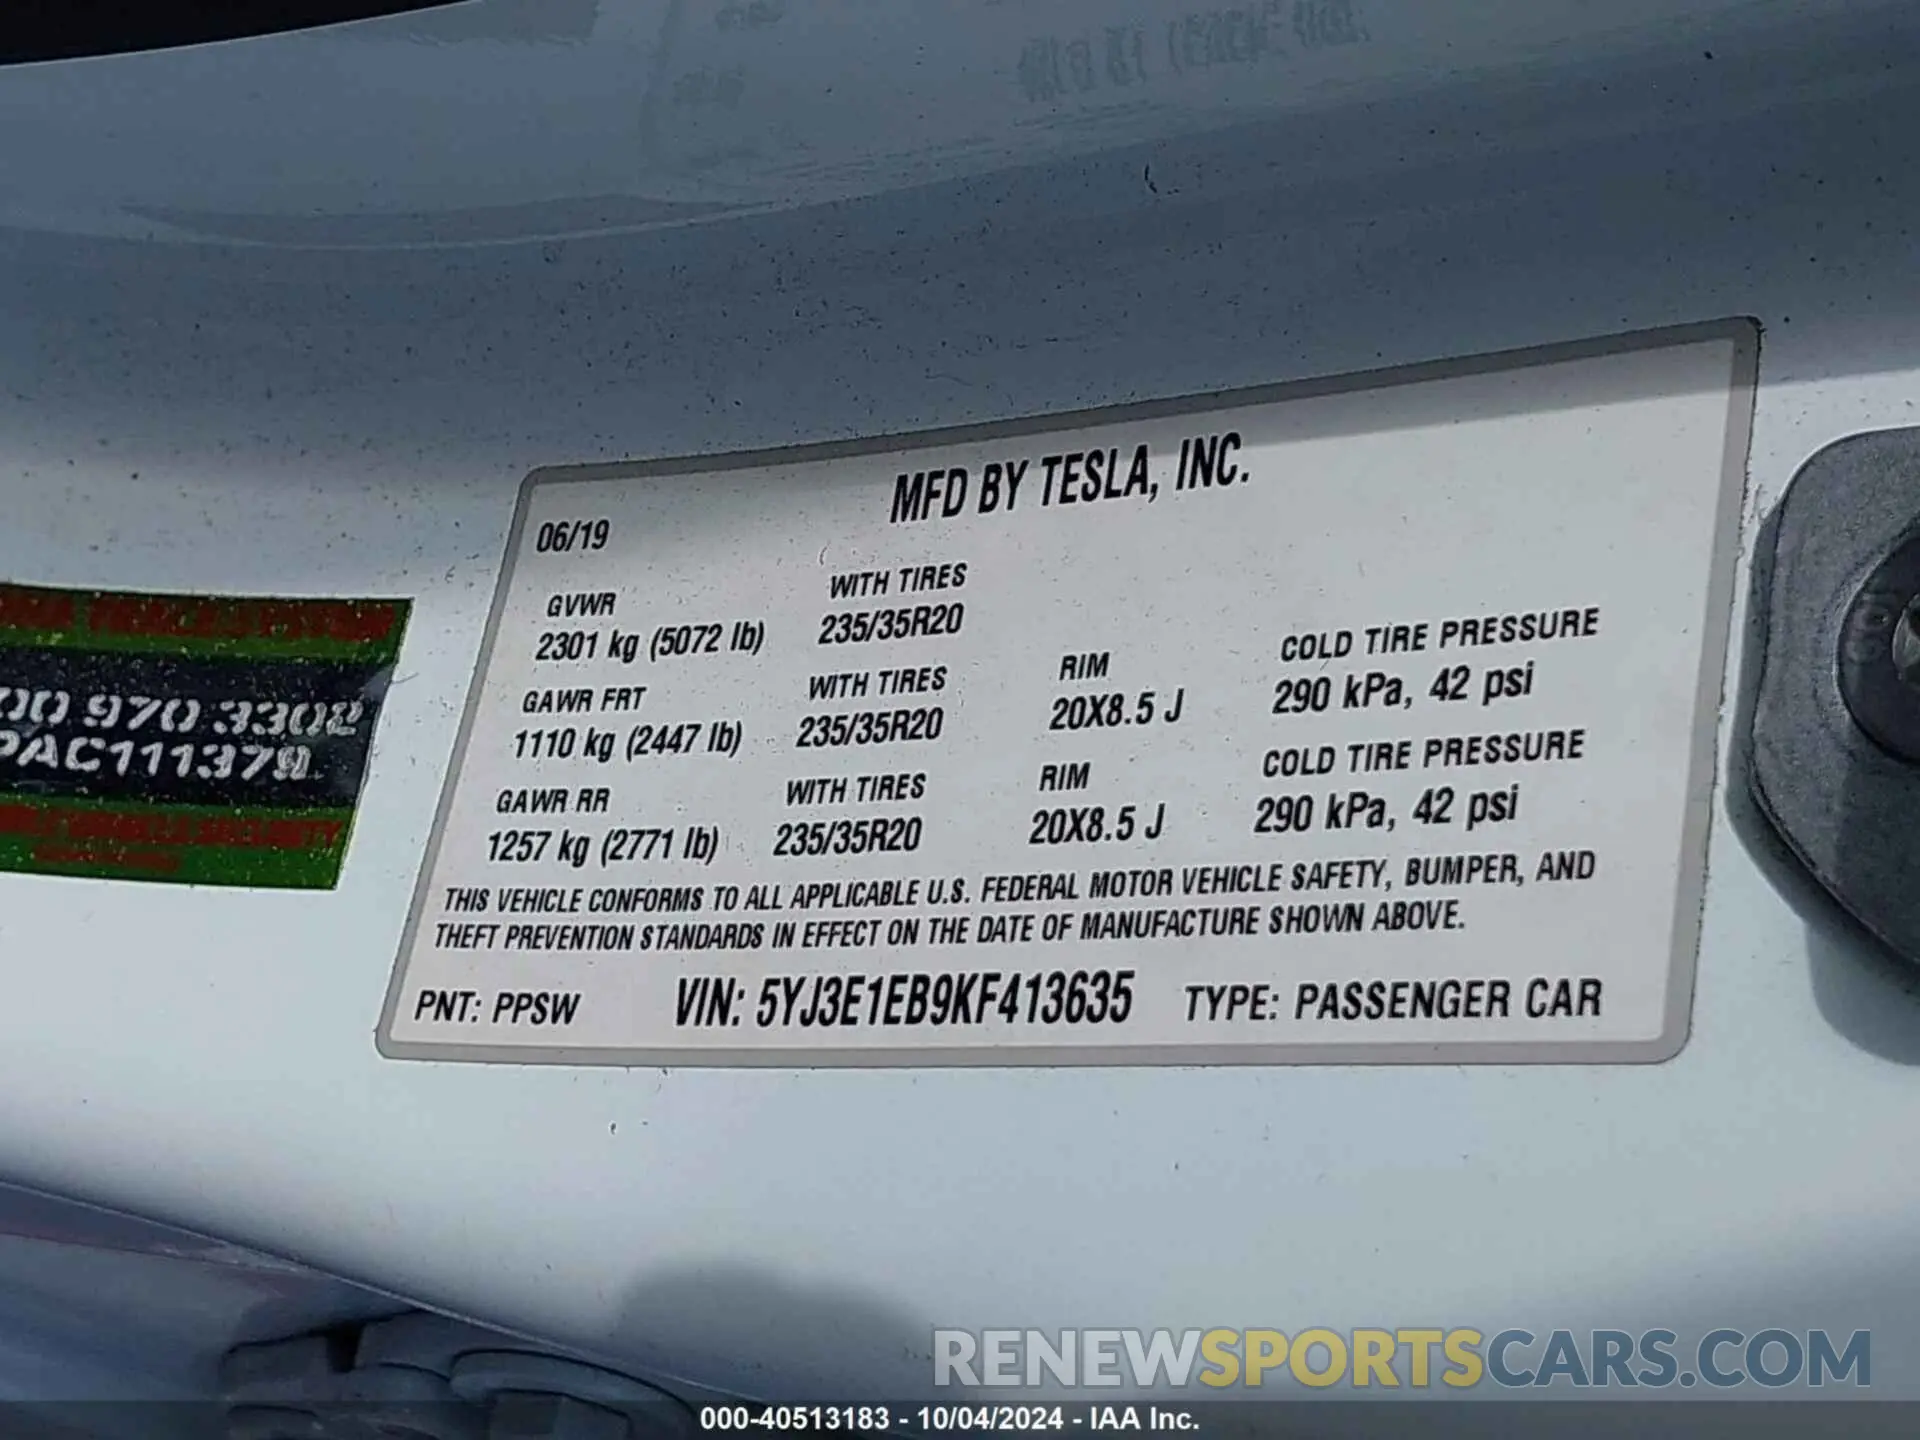 MFD BY TESLA, INC.
06/19
GVWR
2301 kg (5072 lb)
WITH TIRES
235/35R20
GAWR FRT
1110 kg (2447 lb)
WITH TIRES
235/35R20
RIM
20X8.5 J
COLD TIRE PRESSURE
290 kPa, 42 psi
GAWR RR
1257 kg (2771 lb)
WITH TIRES
235/35R20
RIM
20X8.5 J
COLD TIRE PRESSURE
290 kPa, 42 psi
THIS VEHICLE CONFORMS TO ALL APPLICABLE U.S. FEDERAL MOTOR VEHICLE SAFETY, BUMPER, AND
THEFT PREVENTION STANDARDS IN EFFECT ON THE DATE OF MANUFACTURE SHOWN ABOVE.
PNT: PPSW VIN: 5YJ3E1EB9KF413635 TYPE: PASSENGER CAR
00 970 3302
PAC111379
RENEWSPORTSCARS.COM
000-40513183 - 10/04/2024 - IAA Inc.